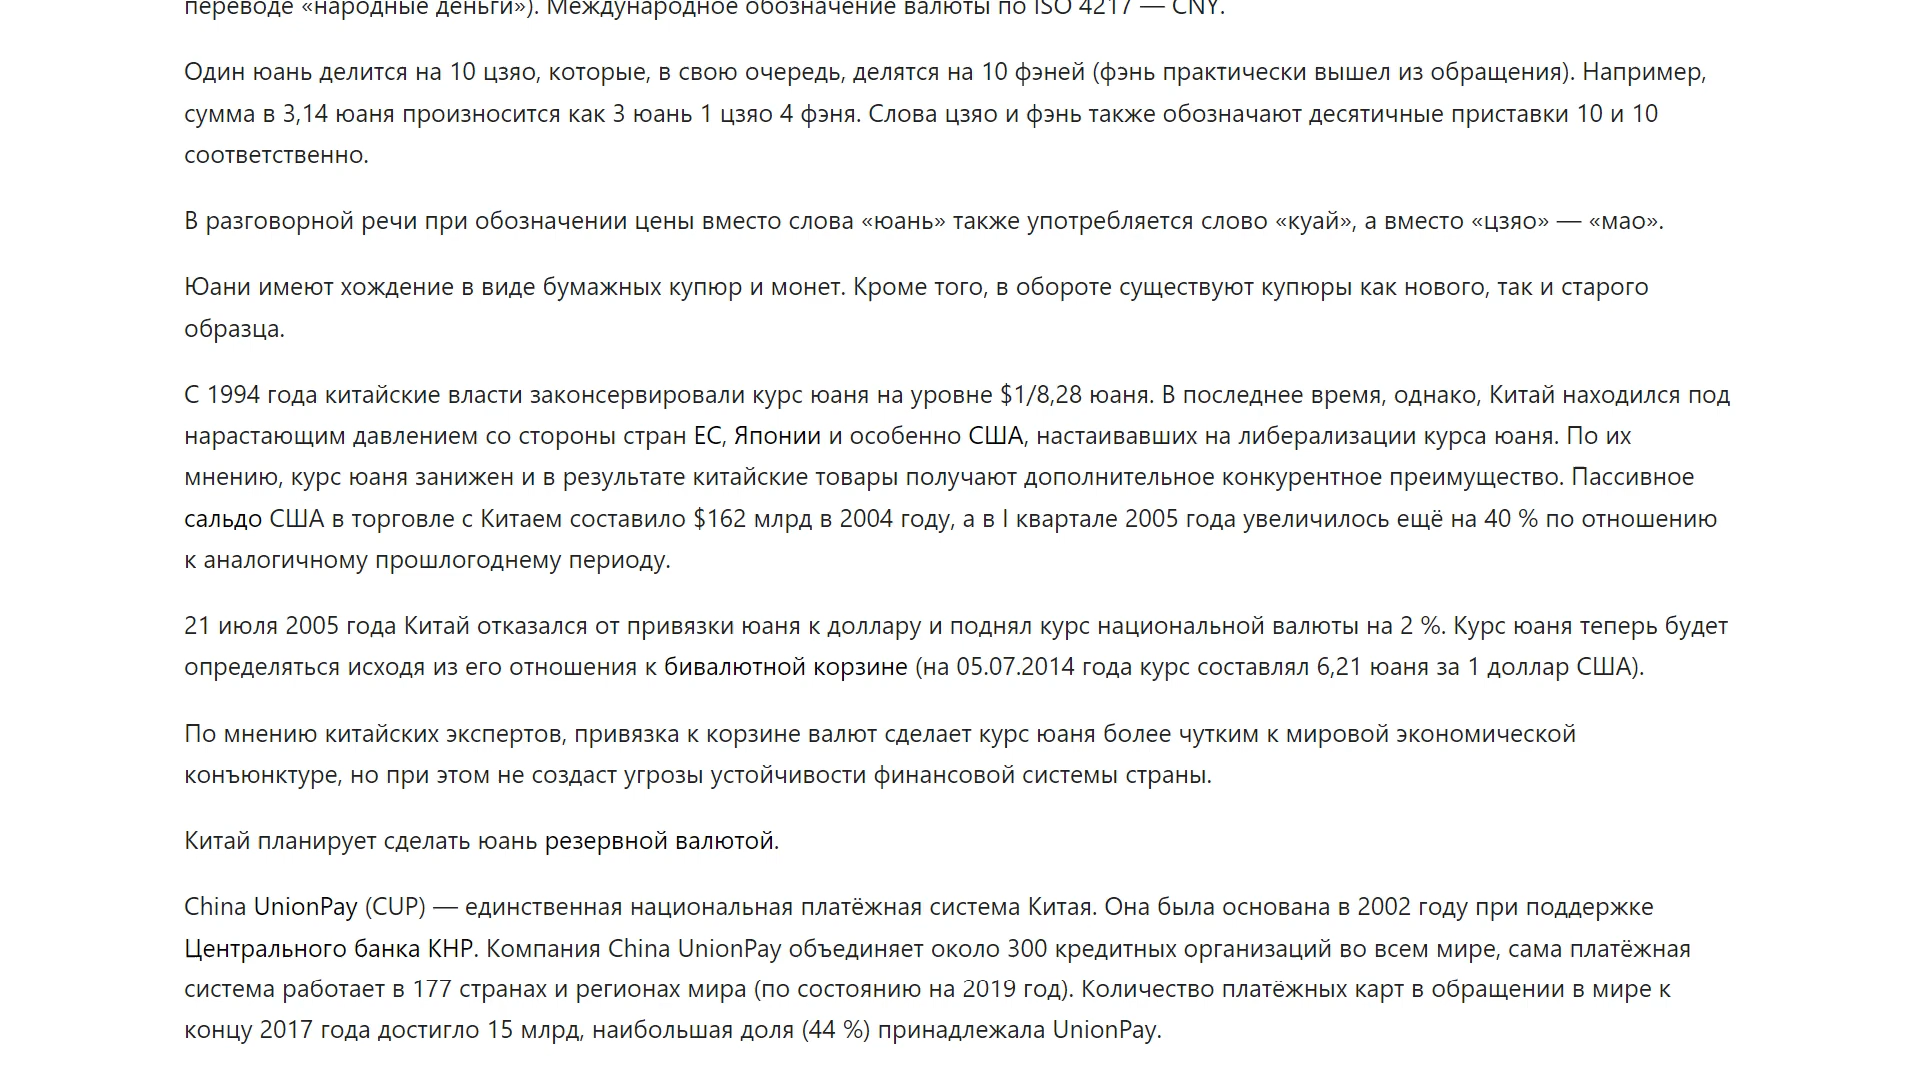 переводе «народные деньги»). Международное обозначение валюты по ISO 4217 — CNY.
Один юань делится на 10 цзяо, которые, в свою очередь, делятся на 10 фэней (фэнь практически вышел из обращения). Например,
сумма в 3,14 юаня произносится как 3 юань 1 цзяо 4 фэня. Слова цзяо и фэнь также обозначают десятичные приставки 10 и 10
соответственно.
В разговорной речи при обозначении цены вместо слова «юань» также употребляется слово «куай», а вместо «цзяо» — «мао».
Юани имеют хождение в виде бумажных купюр и монет. Кроме того, в обороте существуют купюры как нового, так и старого
образца.
С 1994 года китайские власти законсервировали курс юаня на уровне $1/8,28 юаня. В последнее время, однако, Китай находился под
нарастающим давлением со стороны стран ЕС, Японии и особенно США, настаивавших на либерализации курса юаня. По их
мнению, курс юаня занижен и в результате китайские товары получают дополнительное конкурентное преимущество. Пассивное
сальдо США в торговле с Китаем составило $162 млрд в 2004 году, а в I квартале 2005 года увеличилось ещё на 40 % по отношению
к аналогичному прошлогоднему периоду.
21 июля 2005 года Китай отказался от привязки юаня к доллару и поднял курс национальной валюты на 2 %. Курс юаня теперь будет
определяться исходя из его отношения к бивалютной корзине (на 05.07.2014 года курс составлял 6,21 юаня за 1 доллар США).
По мнению китайских экспертов, привязка к корзине валют сделает курс юаня более чутким к мировой экономической
конъюнктуре, но при этом не создаст угрозы устойчивости финансовой системы страны.
Китай планирует сделать юань резервной валютой.
China UnionPay (CUP) — единственная национальная платёжная система Китая. Она была основана в 2002 году при поддержке
Центрального банка КНР. Компания China UnionPay объединяет около 300 кредитных организаций во всем мире, сама платёжная
система работает в 177 странах и регионах мира (по состоянию на 2019 год). Количество платёжных карт в обращении в мире к
концу 2017 года достигло 15 млрд, наибольшая доля (44 %) принадлежала UnionPay.